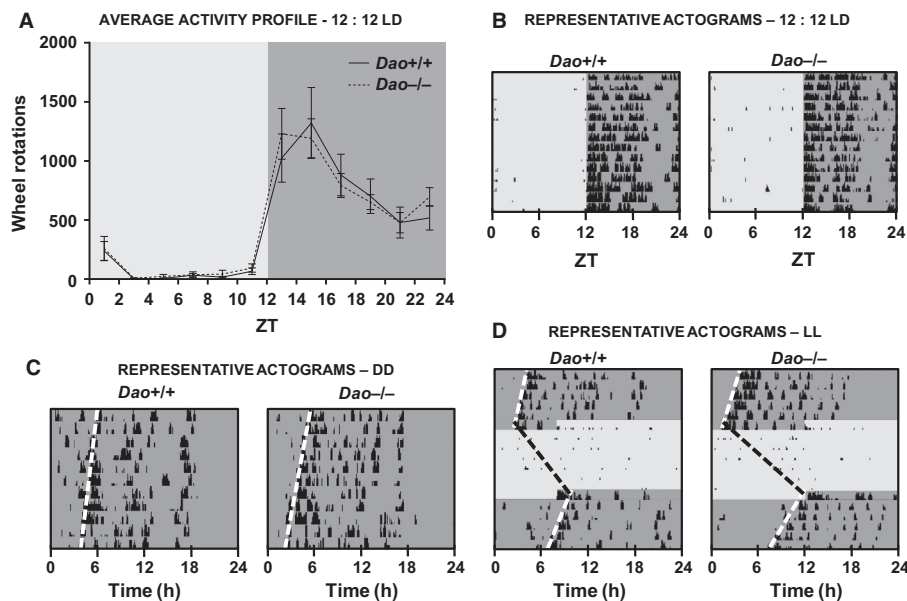 A
AVERAGE ACTIVITY PROFILE - 12 : 12 LD
2000
1500
1000
500
0
Wheel rotations
Dao+/+
Dao–/–
0 2 4 6 8 10 12 14 16 18 20 22 24
ZT
B
REPRESENTATIVE ACTOGRAMS – 12 : 12 LD
Dao+/+ Dao–/–
0 6 12 18 24 0 6 12 18 24
ZT ZT
C
REPRESENTATIVE ACTOGRAMS – DD
Dao+/+ Dao–/–
0 6 12 18 24 0 6 12 18 24
Time (h) Time (h)
D
REPRESENTATIVE ACTOGRAMS – LL
Dao+/+ Dao–/–
0 6 12 18 24 0 6 12 18 24
Time (h) Time (h)